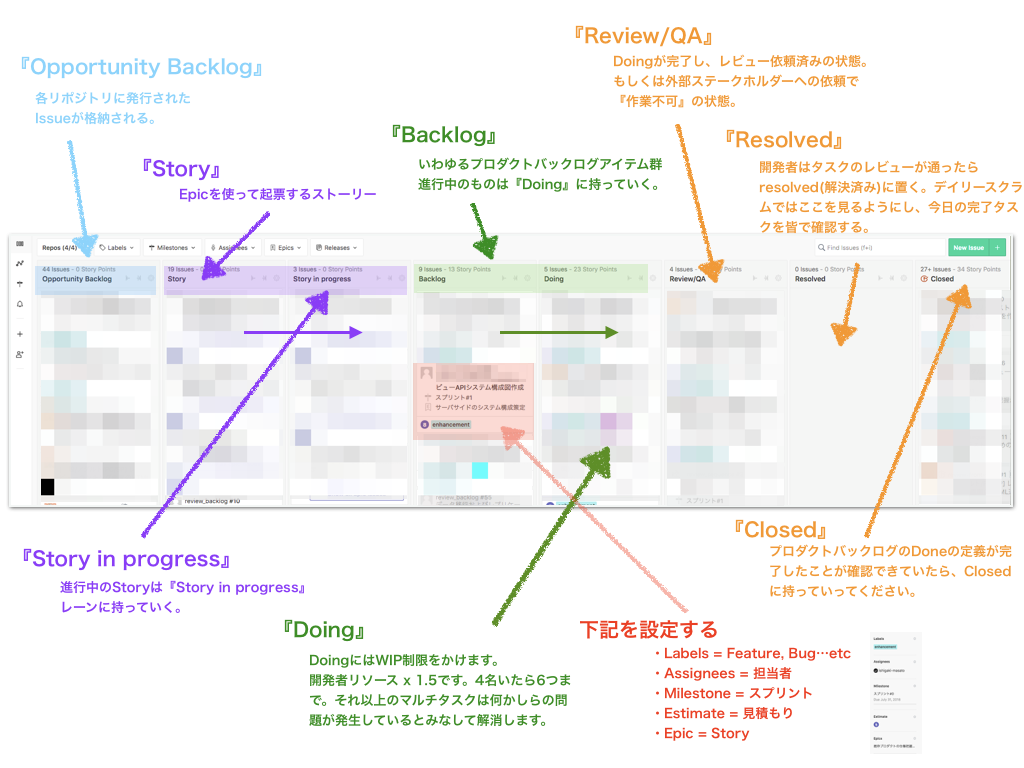 『Review/QA』
Doingが完了し、レビュー依頼済みの状態。
もしくは外部ステークホルダーへの依頼で
『作業不可』の状態。
『Opportunity Backlog』
各リポジトリに発行された
Issueが格納される。
『Backlog』
いわゆるプロダクトバックログアイテム群
進行中のものは『Doing』に持っていく。
『Resolved』
開発者はタスクのレビューが通ったら
resolved(解決済み)に置く。デイリースクラ
ムではここを見るようにし、今日の完了タス
クを皆で確認する。
『Story』
Epicを使って起票するストーリー
Repos (4/4) Labels Milestones Assignees Epics Releases Find Issues (f+i) New Issue +
44 Issues - 0 Story Points
Opportunity Backlog
19 Issues - 0 Story Points
Story
3 Issues - 0 Story Points
Story in progress
9 Issues - 13 Story Points
Backlog
5 Issues - 23 Story Points
Doing
4 Issues - Story Points
Review/QA
0 Issues - 0 Story Points
Resolved
27+ Issues - 34 Story Points
Closed
ビューAPIシステム構成図作成
スプリント#1
サーバサイドのシステム構成策定
8 enhancement
review_backlog #10
スプリント#1
『Story in progress』
進行中のStoryは『Story in progress』
レーンに持っていく。
『Closed』
プロダクトバックログのDoneの定義が完
了したことが確認できていたら、Closed
に持っていってください。
『Doing』
DoingにはWIP制限をかけます。
開発者リソース x 1.5です。4名いたら6つま
で。それ以上のマルチタスクは何かしらの問
題が発生しているとみなして解消します。
下記を設定する
・Labels = Feature, Bug…etc
・Assignees = 担当者
・Milestone = スプリント
・Estimate = 見積もり
・Epic = Story
Labels
enhancement
Assignees
Milestone
Estimate
Epics